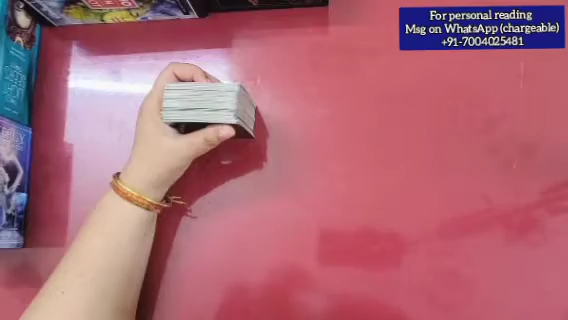 For personal reading
Msg on WhatsApp (chargeable)
+91-7004025481